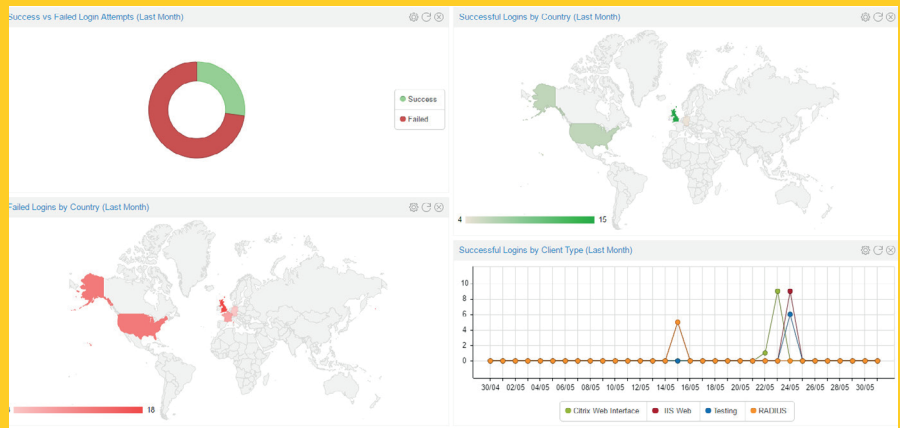 Success vs Failed Login Attempts (Last Month)
Success
Failed
Successful Logins by Country (Last Month)
4
15
Failed Logins by Country (Last Month)
18
Successful Logins by Client Type (Last Month)
10
8
6
4
2
0
30/04 02/05 04/05 06/05 08/05 10/05 12/05 14/05 16/05 18/05 20/05 22/05 24/05 26/05 28/05 30/05
Citrix Web Interface IIS Web Testing RADIUS